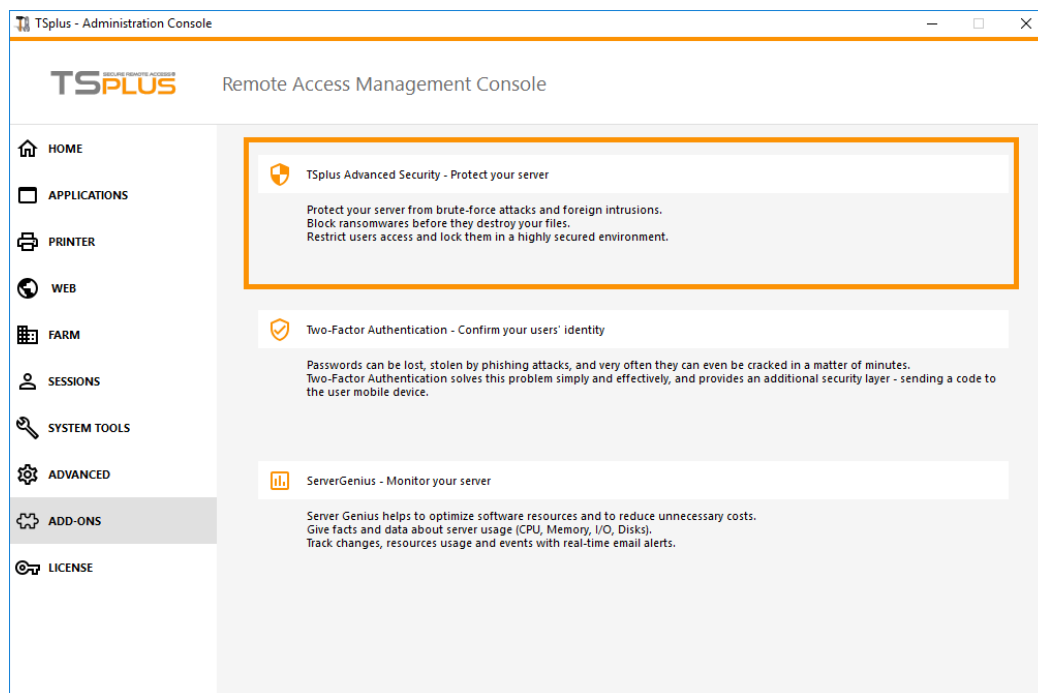 TSplus - Administration Console
TSPLUS
SECURE REMOTE ACCESS®
Remote Access Management Console
HOME
APPLICATIONS
PRINTER
WEB
FARM
SESSIONS
SYSTEM TOOLS
ADVANCED
ADD-ONS
LICENSE
TSplus Advanced Security - Protect your server
Protect your server from brute-force attacks and foreign intrusions.
Block ransomwares before they destroy your files.
Restrict users access and lock them in a highly secured environment.
Two-Factor Authentication - Confirm your users' identity
Passwords can be lost, stolen by phishing attacks, and very often they can even be cracked in a matter of minutes.
Two-Factor Authentication solves this problem simply and effectively, and provides an additional security layer - sending a code to
the user mobile device.
ServerGenius - Monitor your server
Server Genius helps to optimize software resources and to reduce unnecessary costs.
Give facts and data about server usage (CPU, Memory, I/O, Disks).
Track changes, resources usage and events with real-time email alerts.